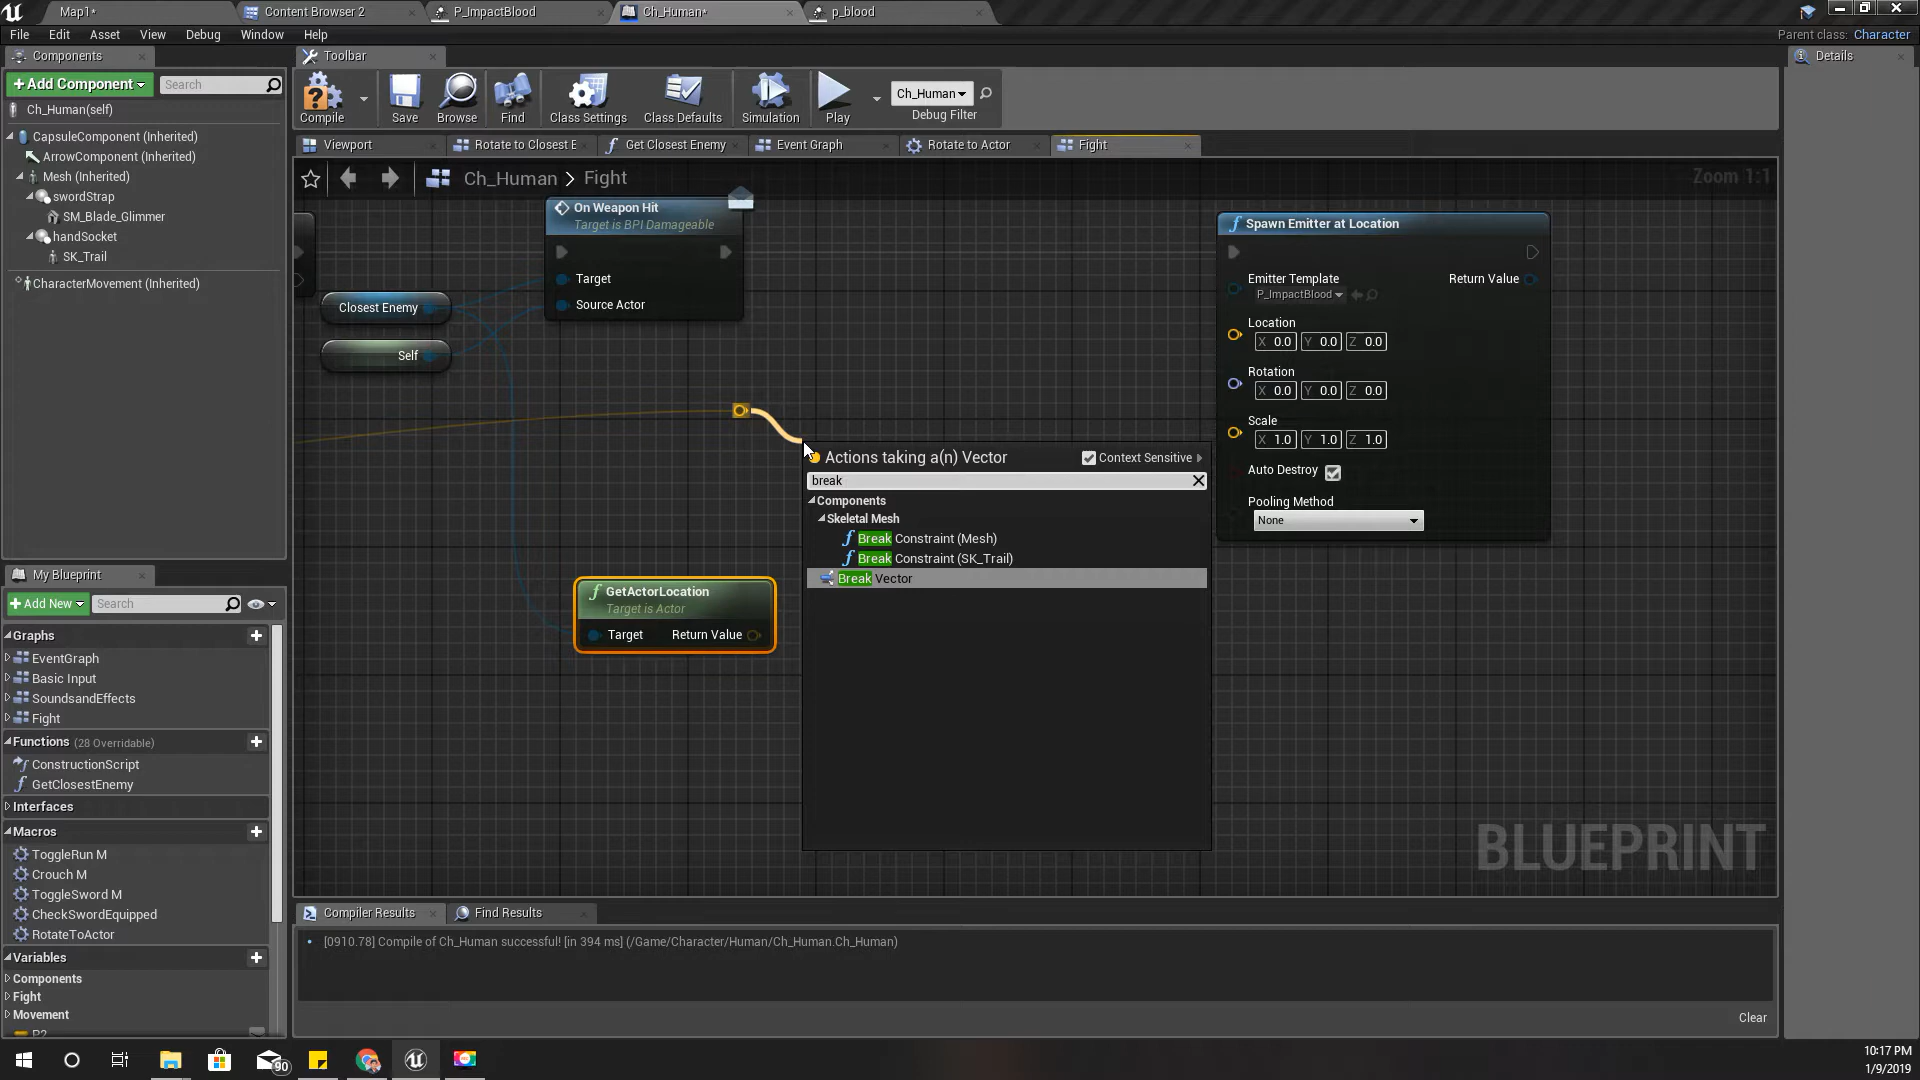 Map1*
Content Browser 2
P_ImpactBlood
Ch_Human*
p_blood
File Edit Asset View Debug Window Help
Parent class: Character
Components
+ Add Component
Search
Ch_Human(self)
CapsuleComponent (Inherited)
ArrowComponent (Inherited)
Mesh (Inherited)
swordStrap
SM_Blade_Glimmer
handSocket
SK_Trail
CharacterMovement (Inherited)
Toolbar
Compile
Save
Browse
Find
Class Settings
Class Defaults
Simulation
Play
Ch_Human
Debug Filter
Details
Viewport
Rotate to Closest E
Get Closest Enemy
Event Graph
Rotate to Actor
Fight
Ch_Human > Fight
Zoom 1:1
On Weapon Hit
Target is BPI Damageable
Target
Source Actor
Closest Enemy
Self
GetActorLocation
Target is Actor
Target Return Value
Spawn Emitter at Location
Emitter Template
Return Value
P_ImpactBlood
Location
X 0.0 Y 0.0 Z 0.0
Rotation
X 0.0 Y 0.0 Z 0.0
Scale
X 1.0 Y 1.0 Z 1.0
Auto Destroy
Pooling Method
None
Actions taking a(n) Vector
Context Sensitive
break
Components
Skeletal Mesh
Break Constraint (Mesh)
Break Constraint (SK_Trail)
Break Vector
BLUEPRINT
My Blueprint
+ Add New
Search
Graphs
EventGraph
Basic Input
SoundsandEffects
Fight
Functions (28 Overridable)
ConstructionScript
GetClosestEnemy
Interfaces
Macros
ToggleRun M
Crouch M
ToggleSword M
CheckSwordEquipped
RotateToActor
Variables
Components
Fight
Movement
Compiler Results
Find Results
[0910.78] Compile of Ch_Human successful! [in 394 ms] (/Game/Character/Human/Ch_Human.Ch_Human)
Clear
90
10:17 PM
1/9/2019